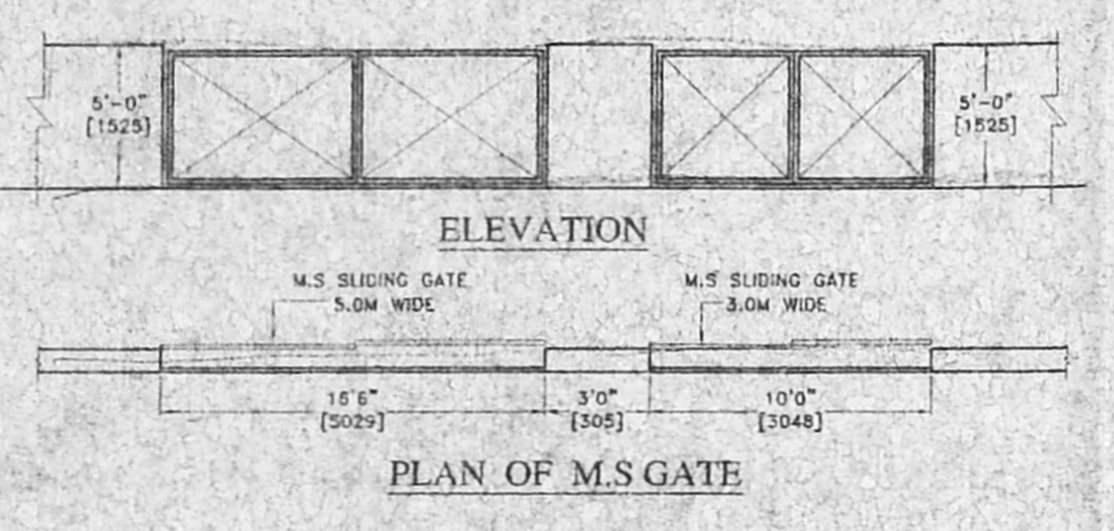 5'-0"
[1525]
5'-0"
[1525]
ELEVATION
M.S SLIDING GATE
5.0M WIDE
M.S SLIDING GATE
3.0M WIDE
16'6"
[5029]
3'0"
[305]
10'0"
[3048]
PLAN OF M.S GATE